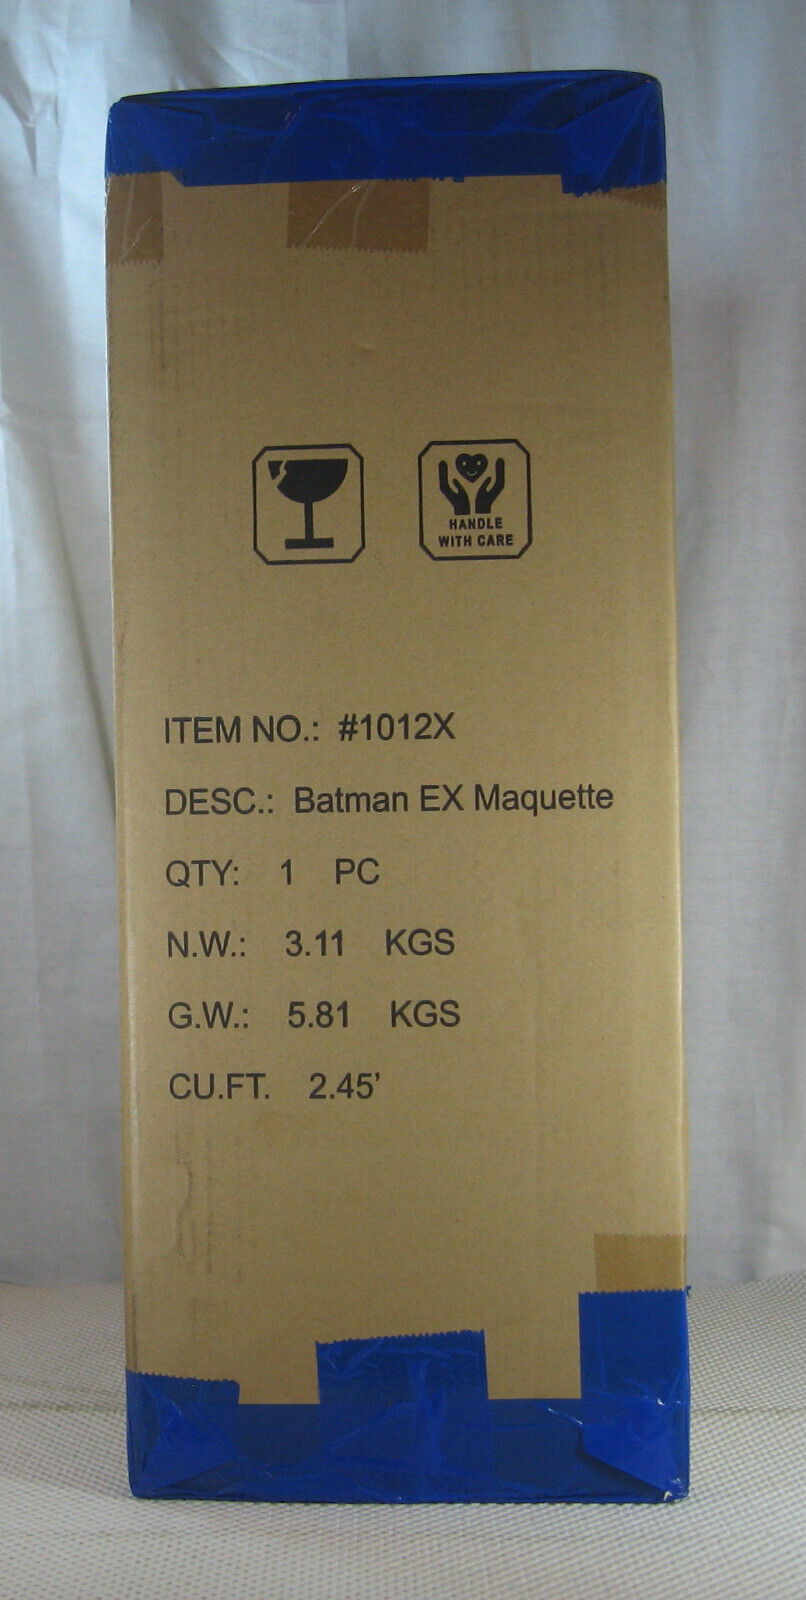 HANDLE
WITH CARE
ITEM NO.: #1012X
DESC.: Batman EX Maquette
QTY: 1 PC
N.W.: 3.11 KGS
G.W.: 5.81 KGS
CU.FT. 2.45’